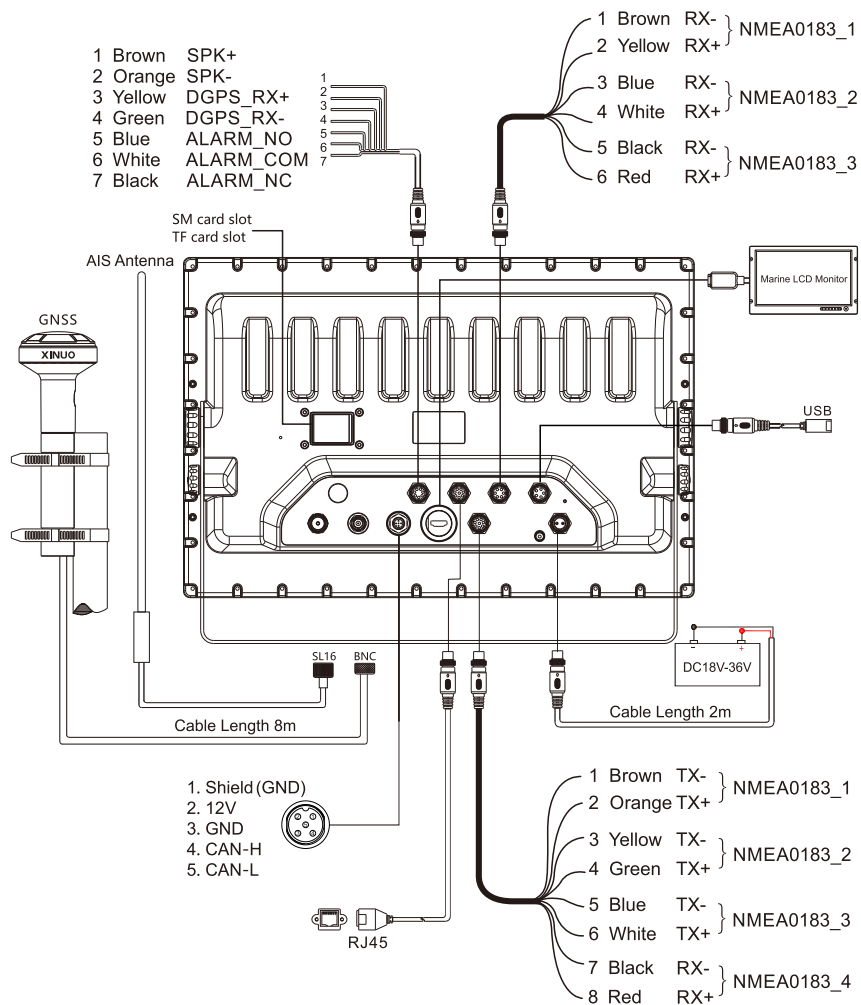 1 Brown SPK+
2 Orange SPK-
3 Yellow DGPS_RX+
4 Green DGPS_RX-
5 Blue ALARM_NO
6 White ALARM_COM
7 Black ALARM_NC
1
2
3
4
5
6
7
1 Brown RX-
2 Yellow RX+
NMEA0183_1
3 Blue RX-
4 White RX+
NMEA0183_2
5 Black RX-
6 Red RX+
NMEA0183_3
SM card slot
TF card slot
AIS Antenna
GNSS
XINUO
Marine LCD Monitor
USB
SL16
BNC
Cable Length 8m
- +
DC18V-36V
Cable Length 2m
1. Shield(GND)
2. 12V
3. GND
4. CAN-H
5. CAN-L
RJ45
1 Brown TX-
2 Orange TX+
NMEA0183_1
3 Yellow TX-
4 Green TX+
NMEA0183_2
5 Blue TX-
6 White TX+
NMEA0183_3
7 Black RX-
8 Red RX+
NMEA0183_4